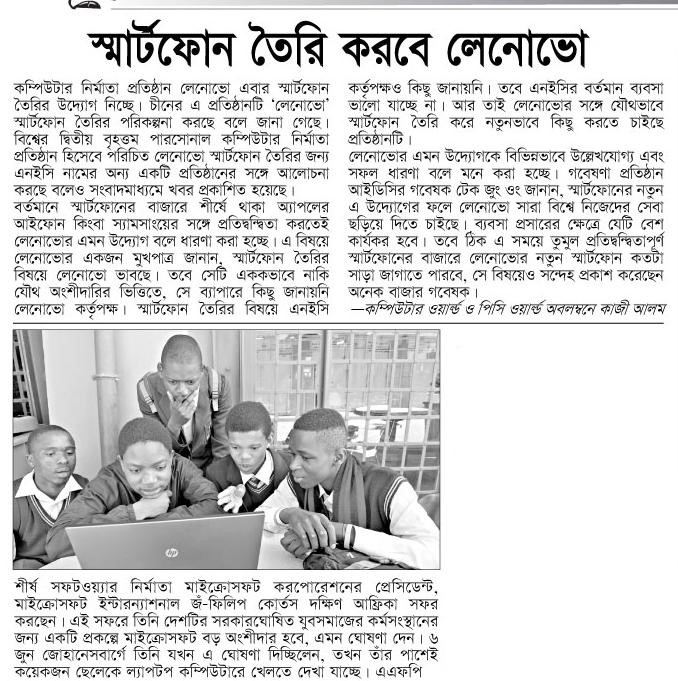 স্মার্টফোন তৈরি করবে লেনোভো
কম্পিউটার নির্মাতা প্রতিষ্ঠান লেনোভো এবার স্মার্টফোন
তৈরির উদ্যোগ নিচ্ছে। চীনের এ প্রতিষ্ঠানটি ‘লেনোভো’
স্মার্টফোন তৈরির পরিকল্পনা করছে বলে জানা গেছে।
বিশ্বের দ্বিতীয় বৃহত্তম পারসোনাল কম্পিউটার নির্মাতা
প্রতিষ্ঠান হিসেবে পরিচিত লেনোভো স্মার্টফোন তৈরির জন্য
এনইসি নামের অন্য একটি প্রতিষ্ঠানের সঙ্গে আলোচনা
করছে বলেও সংবাদমাধ্যমে খবর প্রকাশিত হয়েছে।
বর্তমানে স্মার্টফোনের বাজারে শীর্ষে থাকা অ্যাপলের
আইফোন কিংবা স্যামসাংয়ের সঙ্গে প্রতিদ্বন্দ্বিতা করতেই
লেনোভোর এমন উদ্যোগ বলে ধারণা করা হচ্ছে। এ বিষয়ে
লেনোভোর একজন মুখপাত্র জানান, স্মার্টফোন তৈরির
বিষয়ে লেনোভো ভাবছে। তবে সেটি এককভাবে নাকি
যৌথ অংশীদারির ভিত্তিতে, সে ব্যাপারে কিছু জানায়নি
লেনোভো কর্তৃপক্ষ। স্মার্টফোন তৈরির বিষয়ে এনইসি
কর্তৃপক্ষও কিছু জানায়নি। তবে এনইসির বর্তমান ব্যবসা
ভালো যাচ্ছে না। আর তাই লেনোভোর সঙ্গে যৌথভাবে
স্মার্টফোন তৈরি করে নতুনভাবে কিছু করতে চাইছে
প্রতিষ্ঠানটি।
লেনোভোর এমন উদ্যোগকে বিভিন্নভাবে উল্লেখযোগ্য এবং
সফল ধারণা বলে মনে করা হচ্ছে। গবেষণা প্রতিষ্ঠান
আইডিসির গবেষক টেক জুং ওং জানান, স্মার্টফোনের নতুন
এ উদ্যোগের ফলে লেনোভো সারা বিশ্বে নিজেদের সেবা
ছড়িয়ে দিতে চাইছে। ব্যবসা প্রসারের ক্ষেত্রে যেটি বেশ
কার্যকর হবে। তবে ঠিক এ সময়ে তুমুল প্রতিদ্বন্দ্বিতাপূর্ণ
স্মার্টফোনের বাজারে লেনোভোর নতুন স্মার্টফোন কতটা
সাড়া জাগাতে পারবে, সে বিষয়েও সন্দেহ প্রকাশ করেছেন
অনেক বাজার গবেষক।
—কম্পিউটার ওয়ার্ল্ড ও পিসি ওয়ার্ল্ড অবলম্বনে কাজী আলম
hp
শীর্ষ সফটওয়্যার নির্মাতা মাইক্রোসফট করপোরেশনের প্রেসিডেন্ট,
মাইক্রোসফট ইন্টারন্যাশনাল জঁ-ফিলিপ কোর্তস দক্ষিণ আফ্রিকা সফর
করছেন। এই সফরে তিনি দেশটির সরকারঘোষিত যুবসমাজের কর্মসংস্থানের
জন্য একটি প্রকল্পে মাইক্রোসফট বড় অংশীদার হবে, এমন ঘোষণা দেন। ৬
জুন জোহানেসবার্গে তিনি যখন এ ঘোষণা দিচ্ছিলেন, তখন তাঁর পাশেই
কয়েকজন ছেলেকে ল্যাপটপ কম্পিউটারে খেলতে দেখা যাচ্ছে। এএফপি